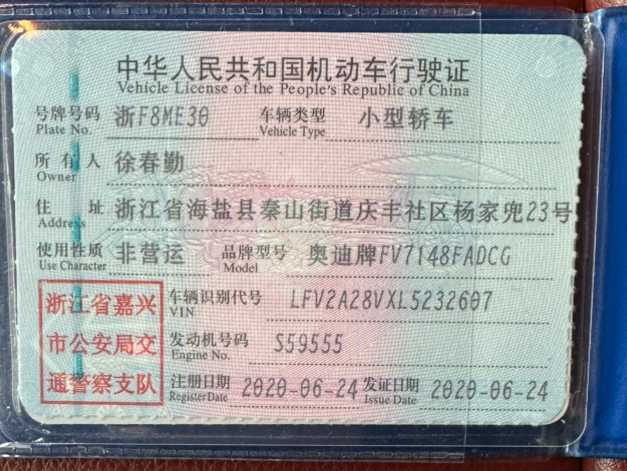 中华人民共和国机动车行驶证
Vehicle License of the People's Republic of China
号牌号码 浙F8ME30 车辆类型 小型轿车
Plate No. Vehicle Type
所有人 徐春勤
Owner
住址 浙江省海盐县秦山街道庆丰社区杨家兜23号
Address
使用性质 非营运 品牌型号 奥迪牌FV7148FADCG
Use Character Model
浙江省嘉兴 车辆识别代号 LFV2A28VXL5232607
VIN
市公安局交 发动机号码 S59555
Engine No.
通警察支队 注册日期 2020-06-24 发证日期 2020-06-24
Register Date Issue Date